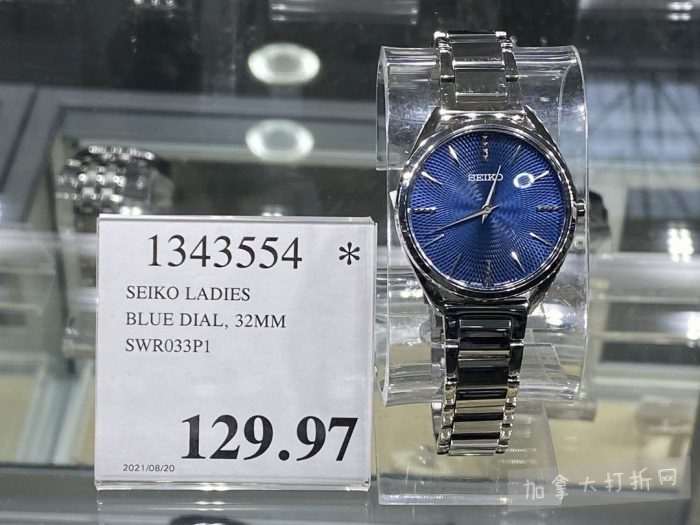 1343554 *
SEIKO LADIES
BLUE DIAL, 32MM
SWR033P1
129.97
2021/08/20
SEIKO
加拿大打折网